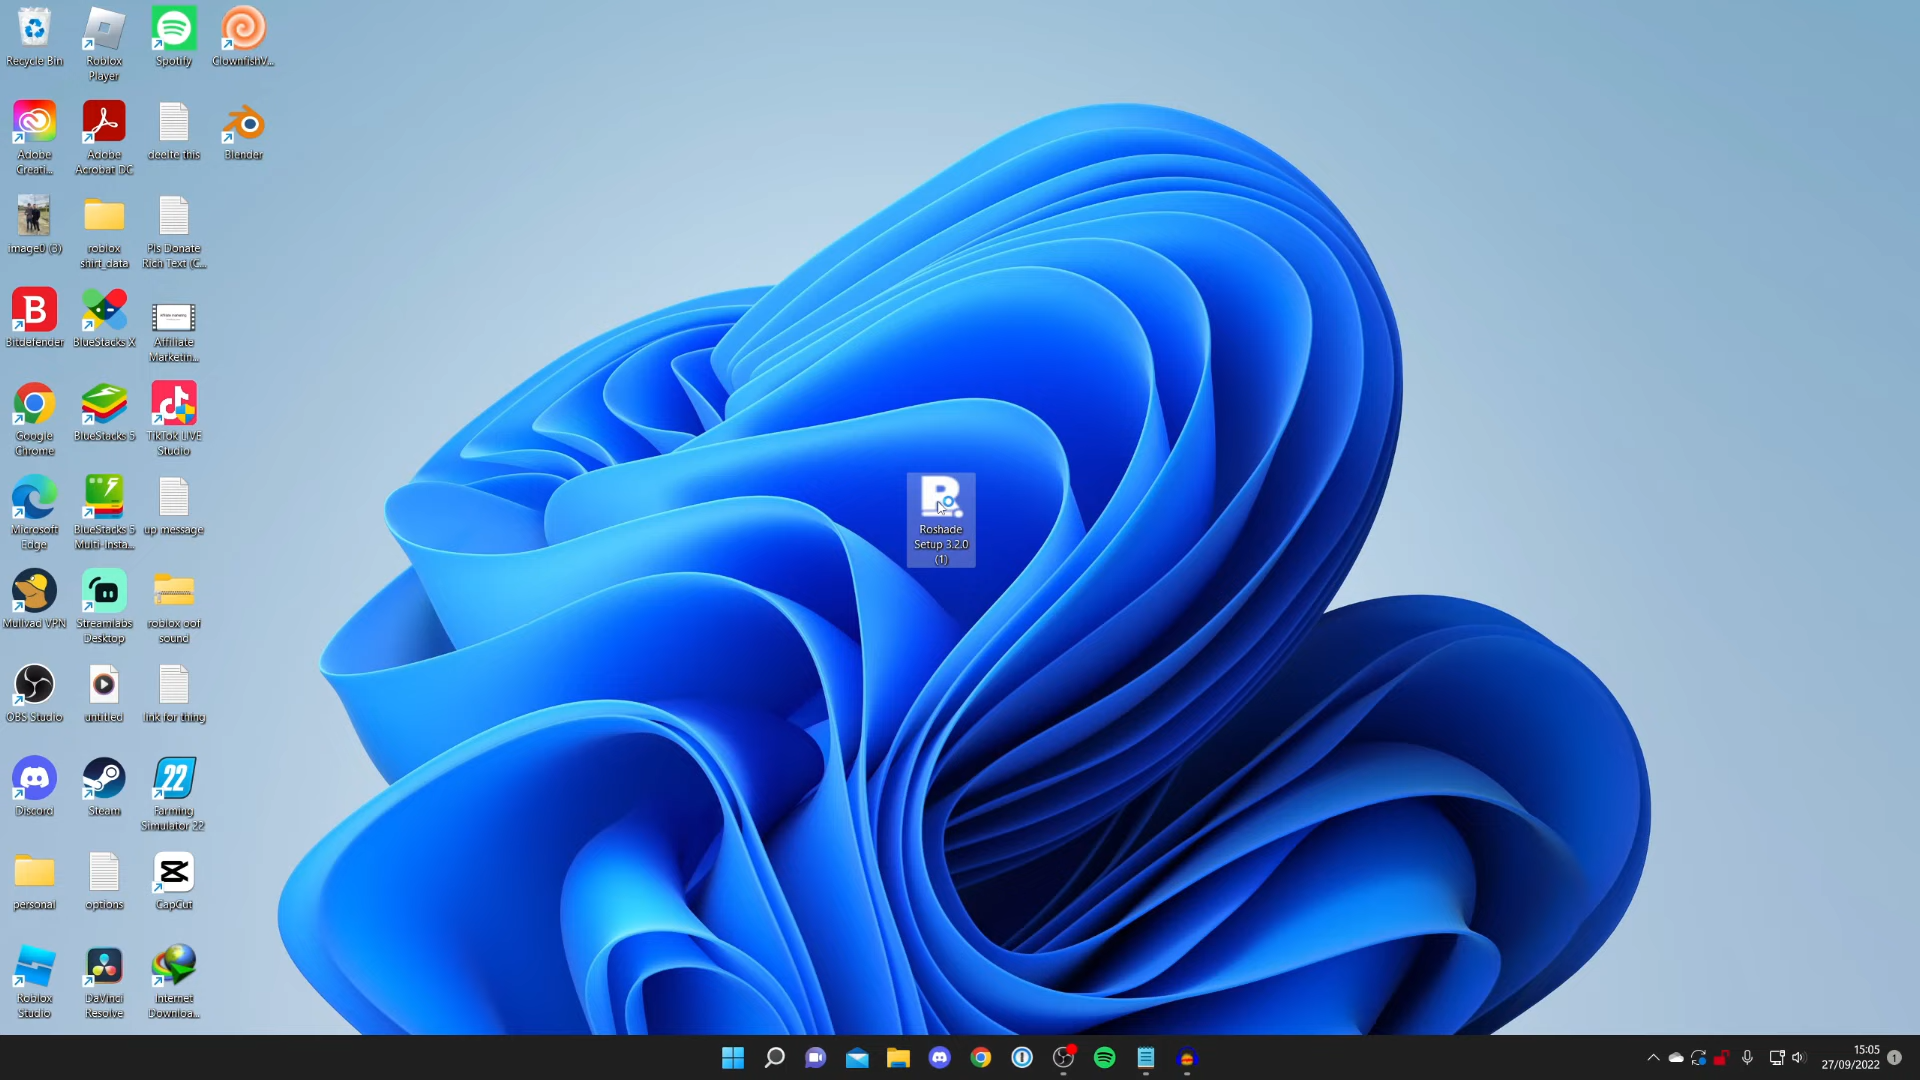 Recycle Bin
Roblox
Player
Spotify
ClownfishV...
Adobe
Creati...
Adobe
Acrobat DC
deelte this
Blender
image0 (3)
roblox
shirt_data
Pls Donate
Rich Text (C...
Bitdefender
BlueStacks X
Affiliate
Marketin...
Google
Chrome
BlueStacks 5
TikTok LIVE
Studio
Microsoft
Edge
BlueStacks 5
Multi-Insta...
up message
Roshade
Setup 3.2.0
(1)
Mullvad VPN
Streamlabs
Desktop
roblox oof
sound
OBS Studio
untitled
link for thing
Discord
Steam
22
Farming
Simulator 22
personal
options
CapCut
Roblox
Studio
DaVinci
Resolve
Internet
Downloa...
15:05
27/09/2022
1